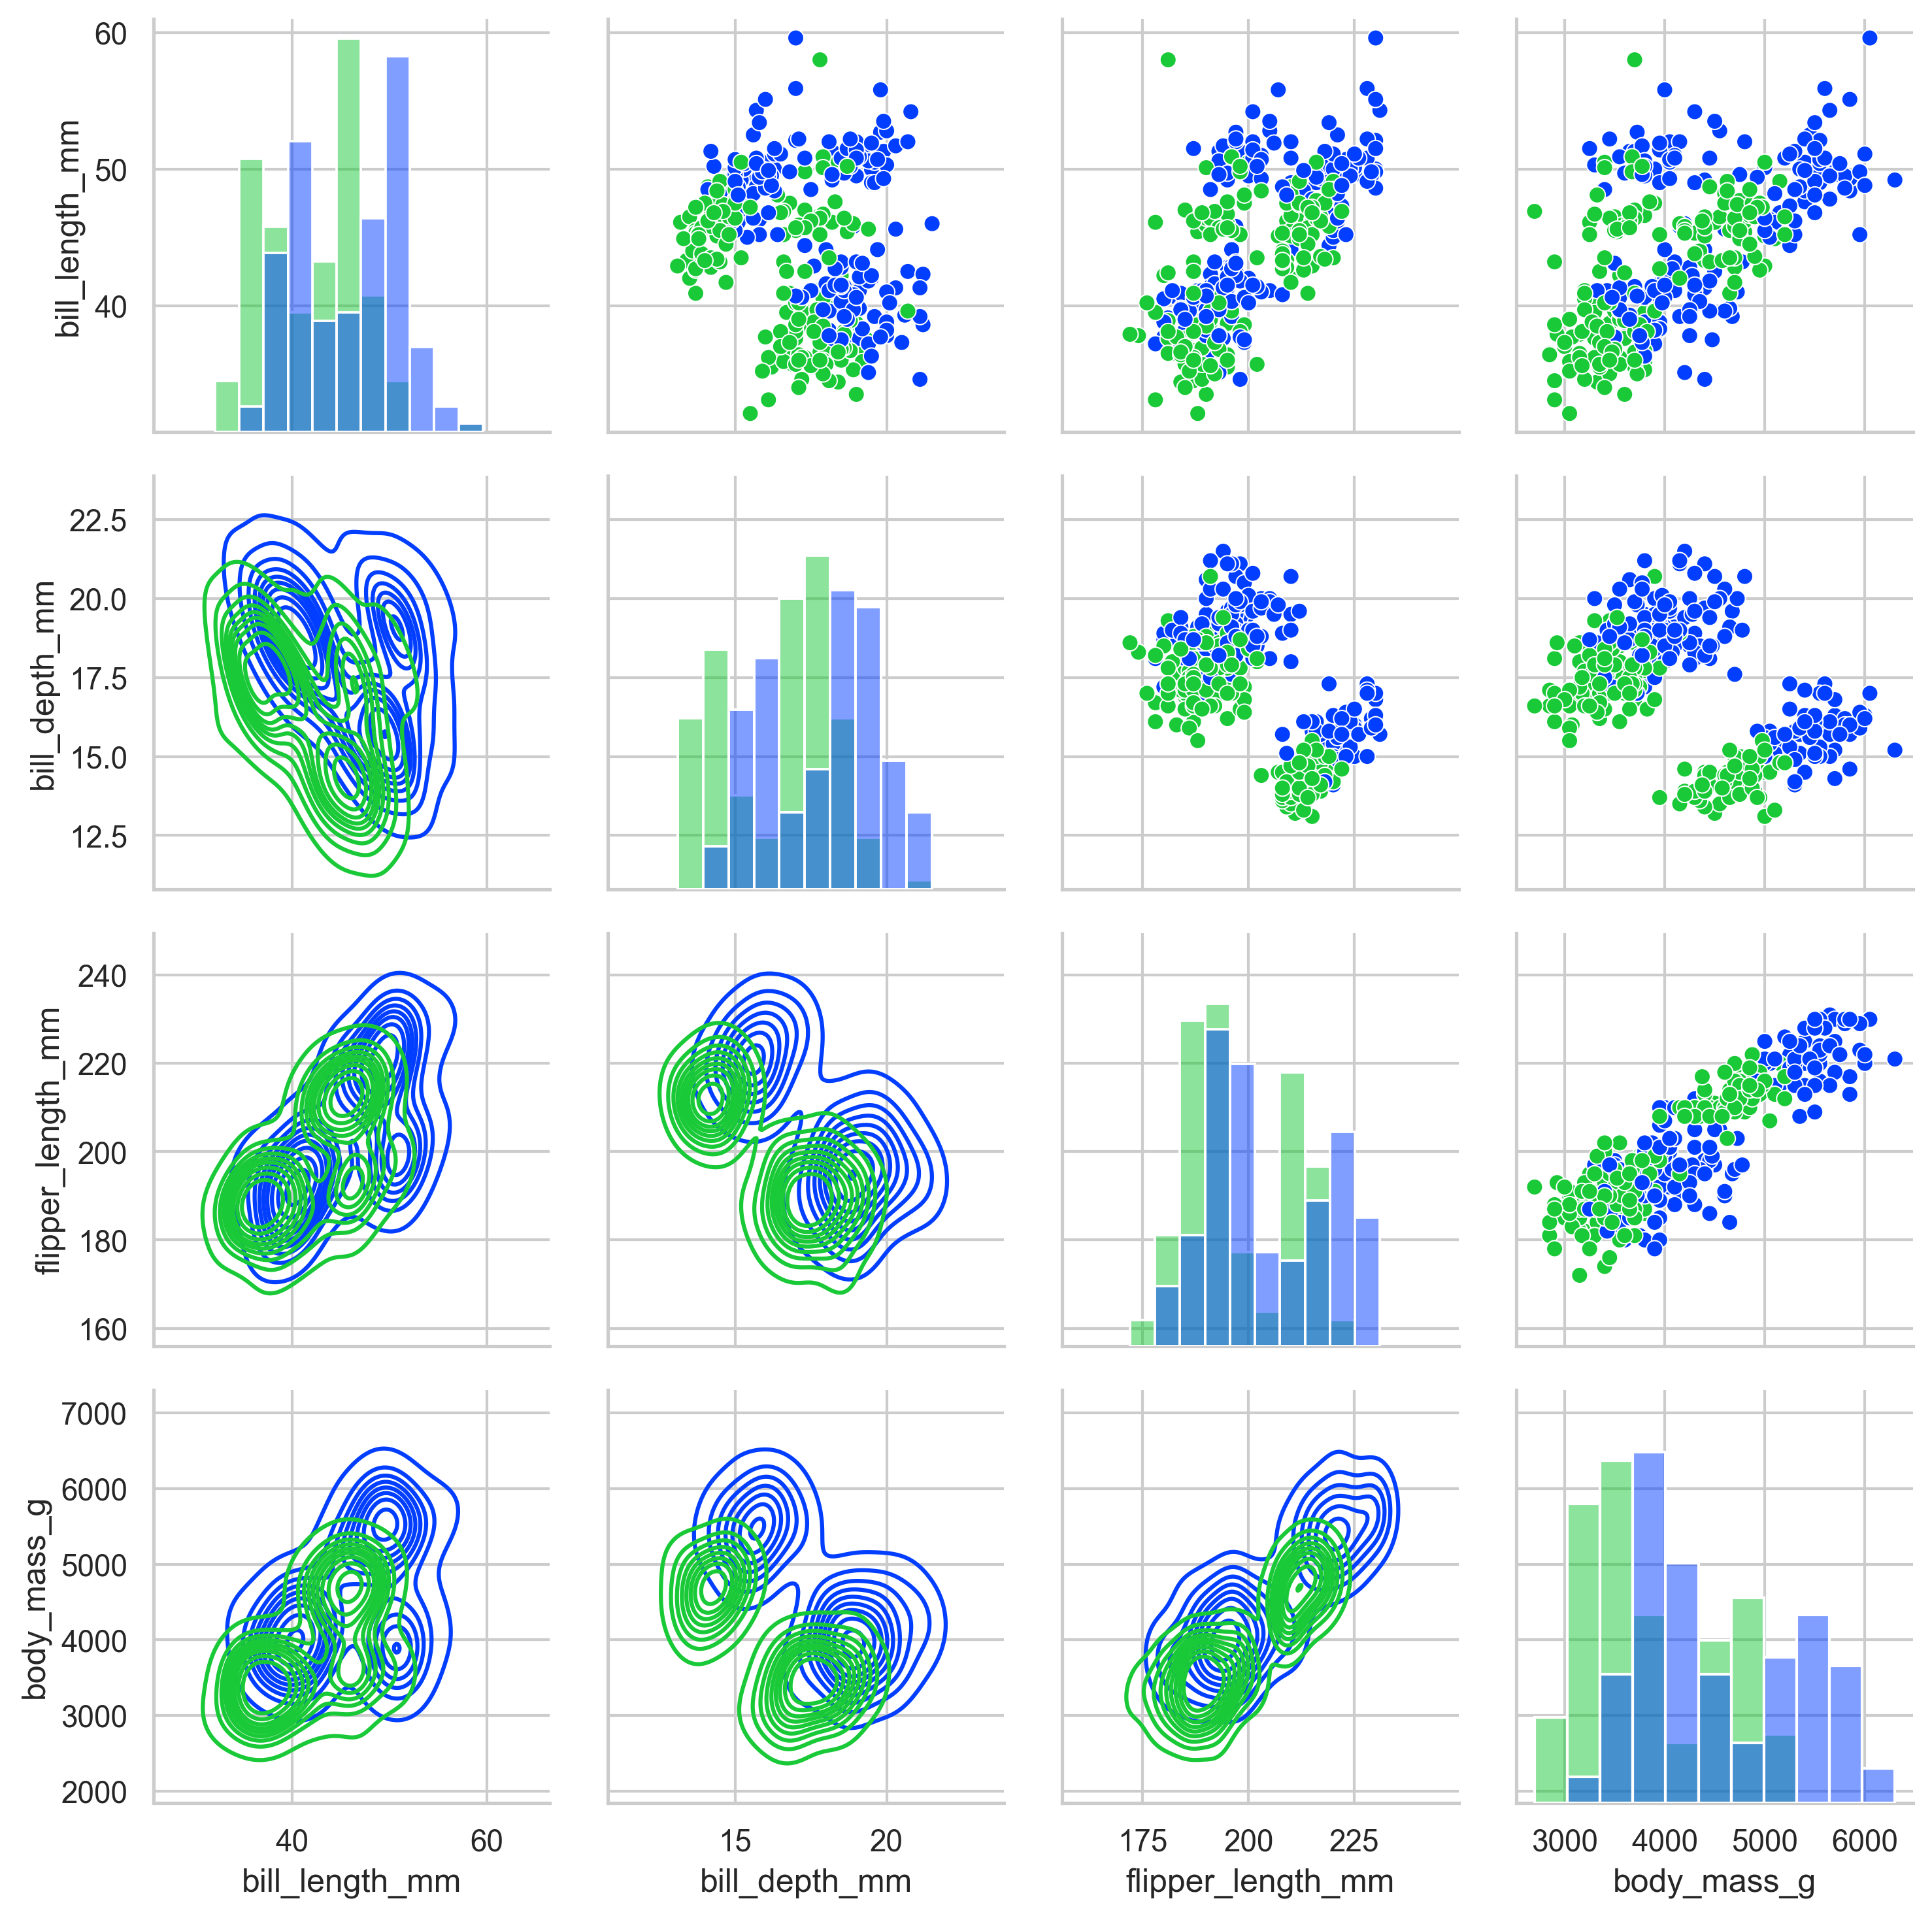 60
50
40
bill_length_mm
22.5
20.0
17.5
15.0
12.5
bill_depth_mm
240
220
200
180
160
flipper_length_mm
7000
6000
5000
4000
3000
2000
body_mass_g
40 60
15 20
175 200 225
3000 4000 5000 6000
bill_length_mm
bill_depth_mm
flipper_length_mm
body_mass_g